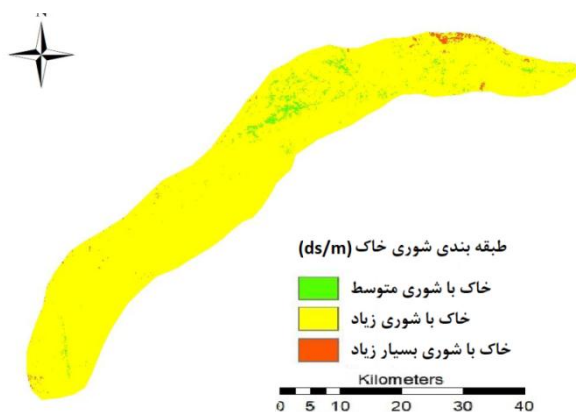 N
طبقه بندی شوری خاک (ds/m)
خاک با شوری متوسط
خاک با شوری زیاد
خاک با شوری بسیار زیاد
Kilometers
0 2 5 10 20 30 40